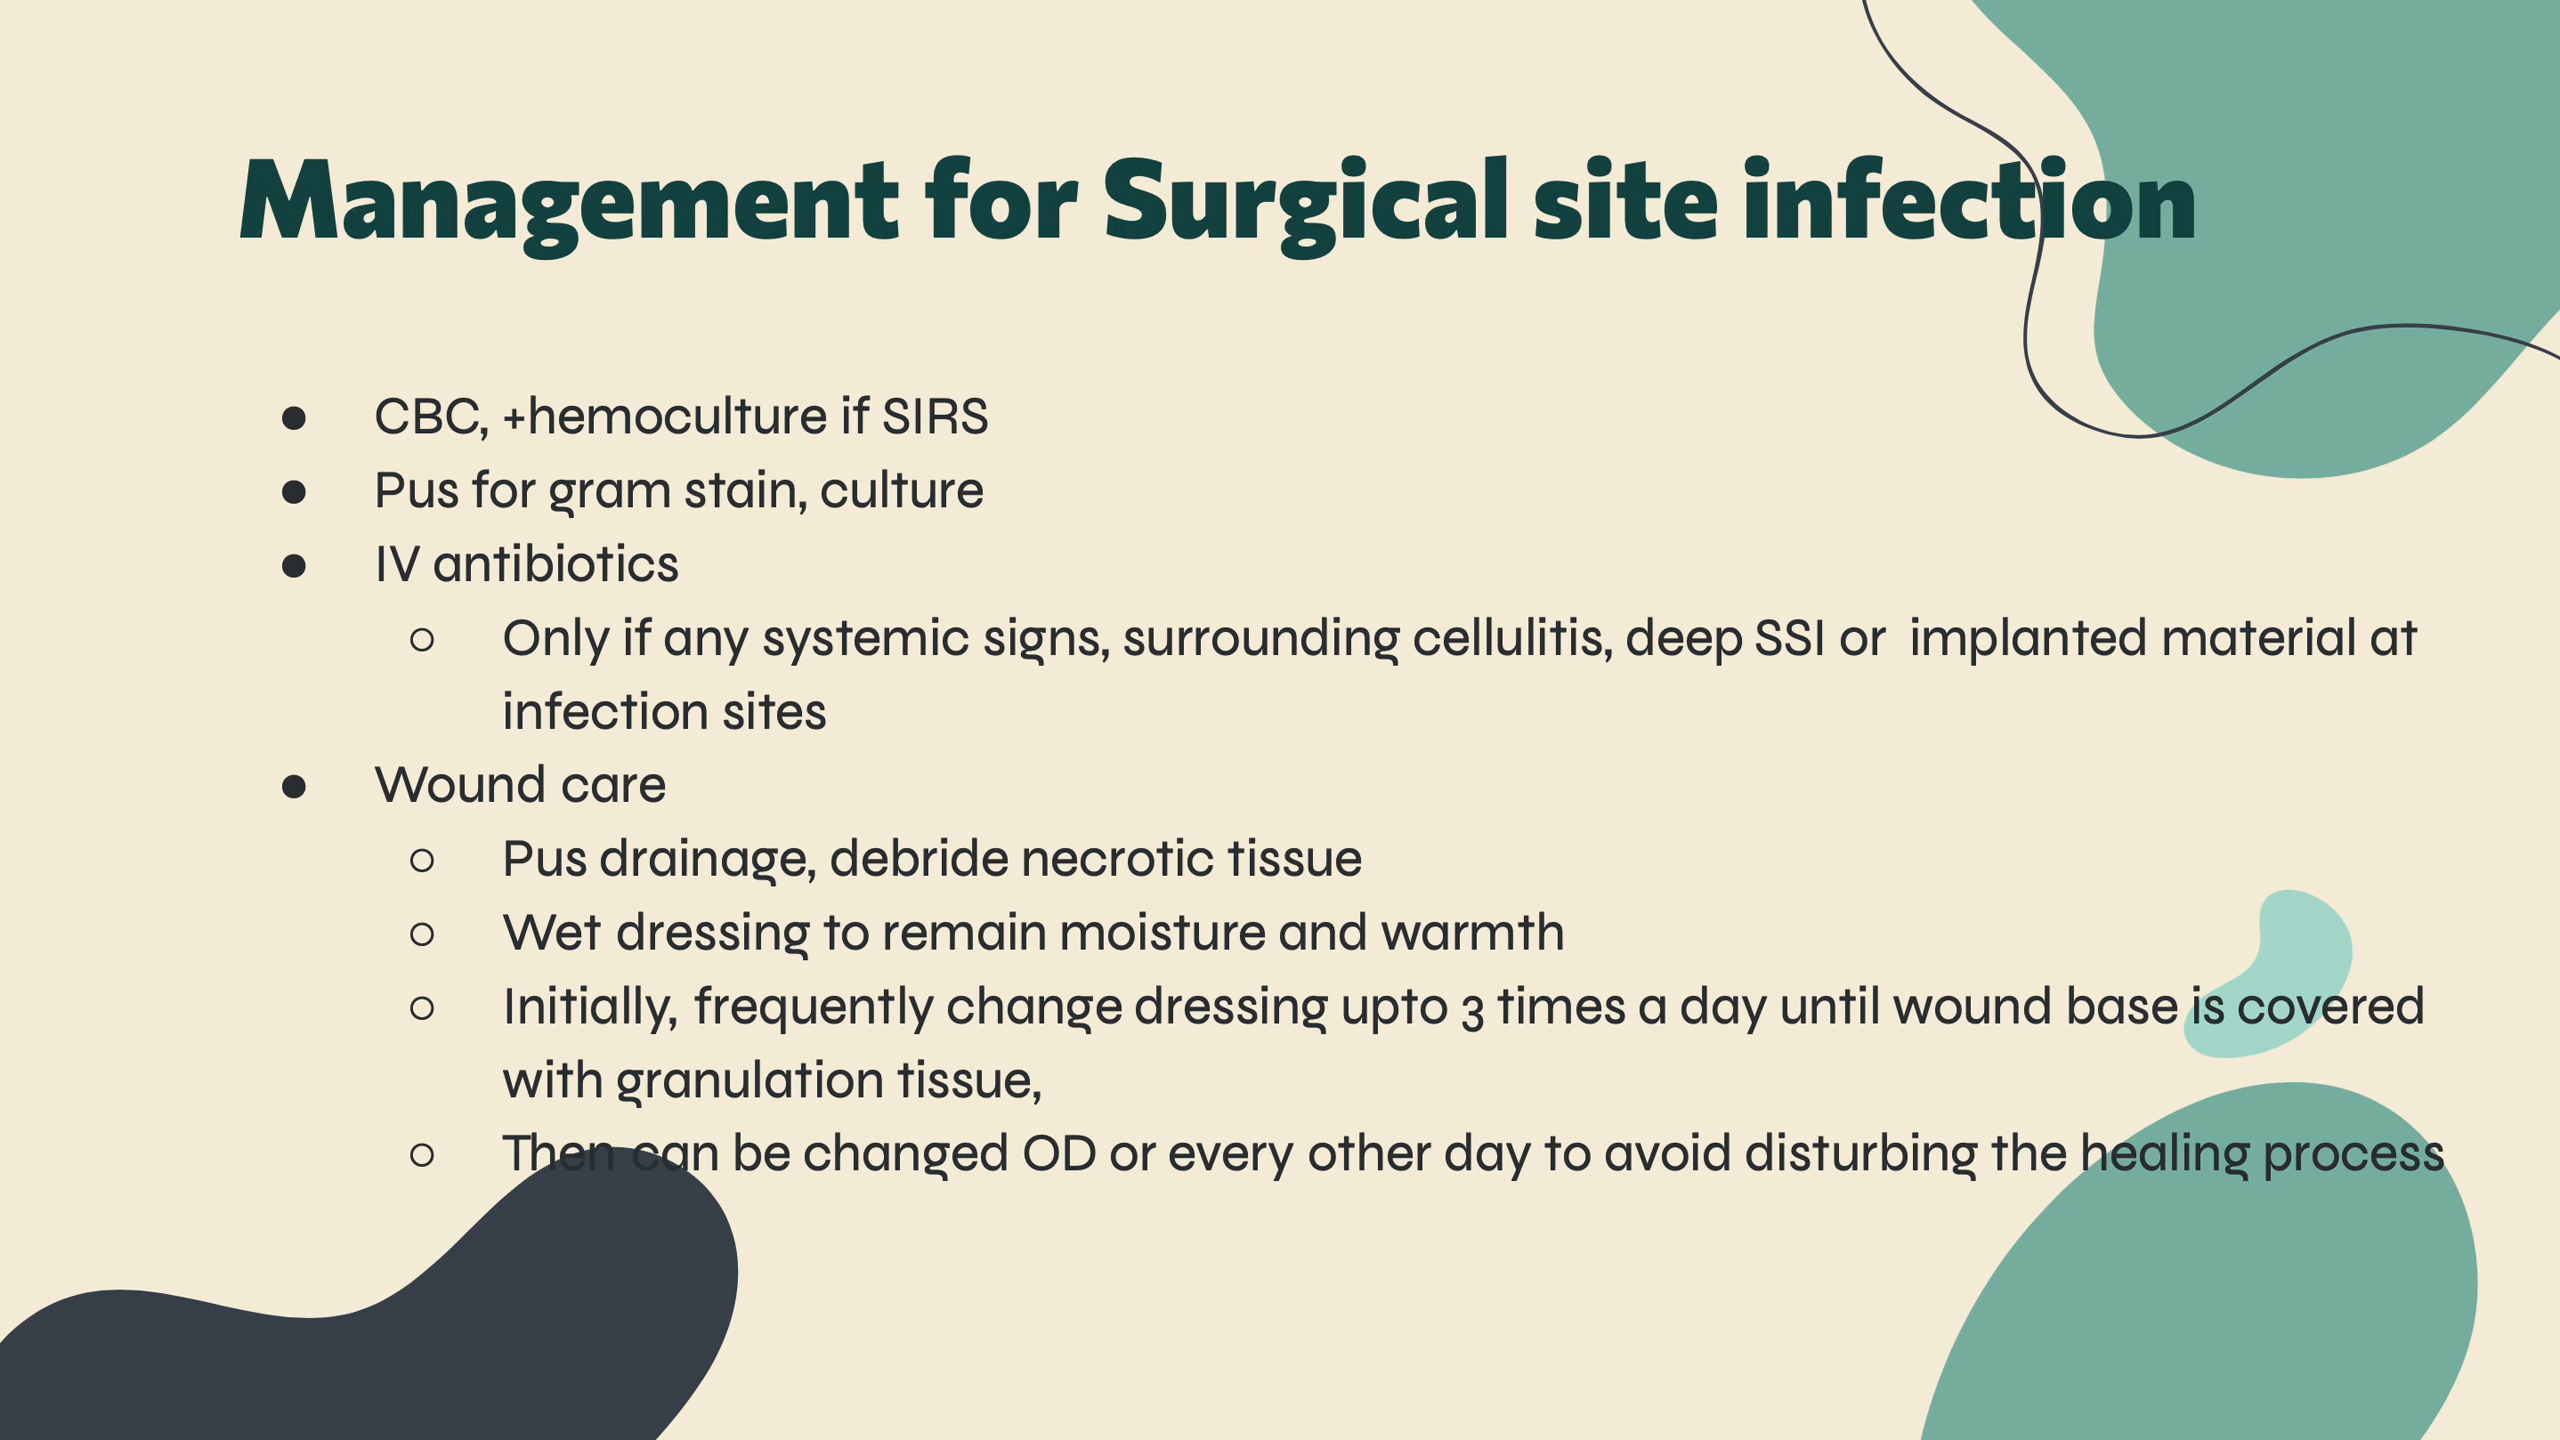 Management for Surgical site infection
● CBC, +hemoculture if SIRS
● Pus for gram stain, culture
● IV antibiotics
○ Only if any systemic signs, surrounding cellulitis, deep SSI or  implanted material at
infection sites
● Wound care
○ Pus drainage, debride necrotic tissue
○ Wet dressing to remain moisture and warmth
○ Initially, frequently change dressing upto 3 times a day until wound base is covered
with granulation tissue,
○ Then can be changed OD or every other day to avoid disturbing the healing process